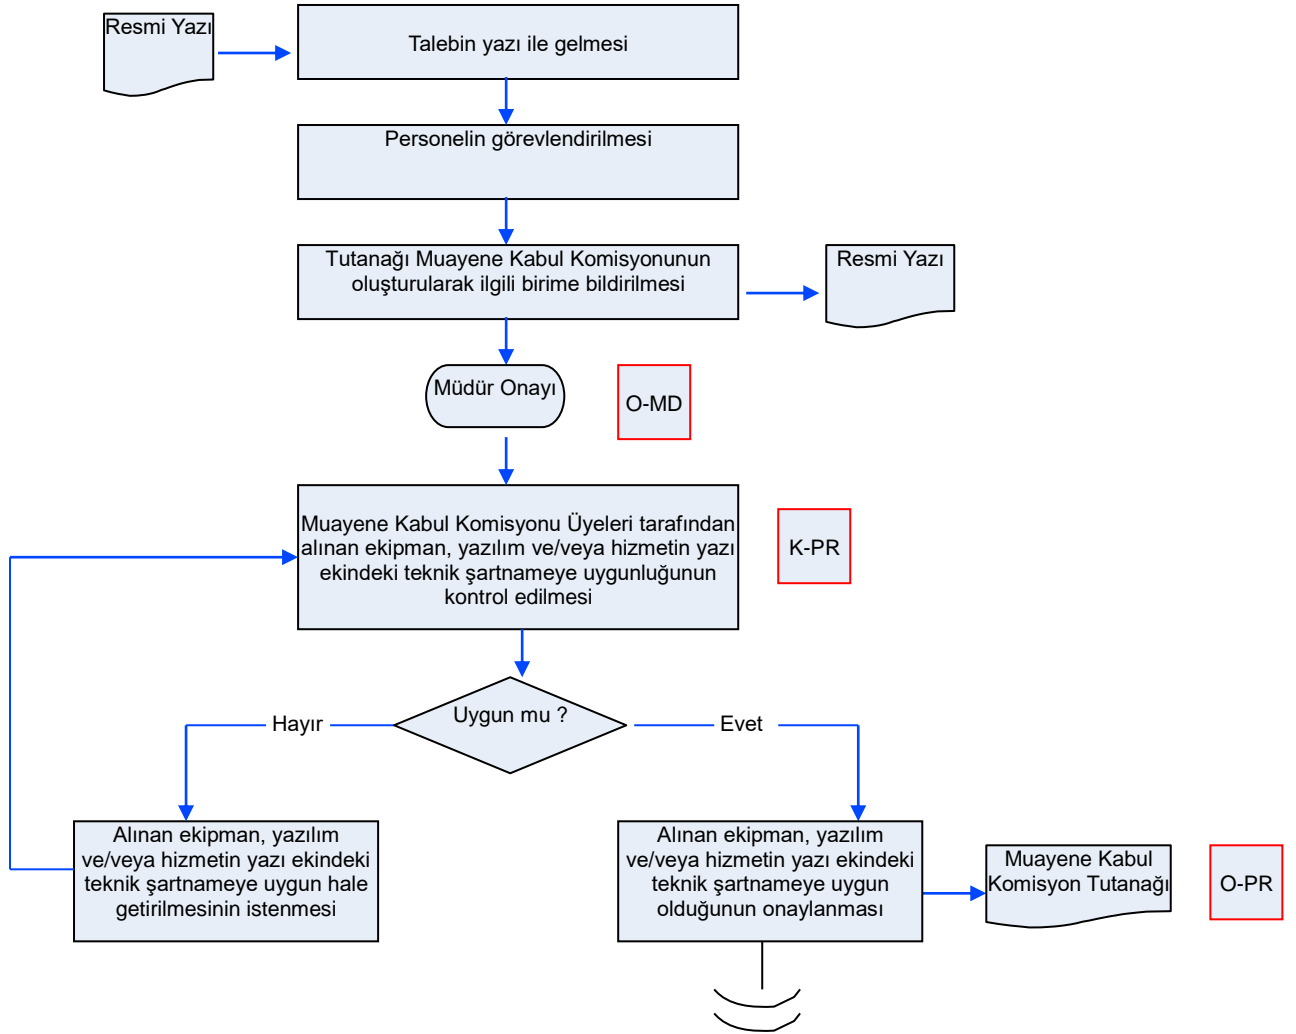 Resmi Yazı
Talebin yazı ile gelmesi
Personelin görevlendirilmesi
Tutanağı Muayene Kabul Komisyonunun
oluşturularak ilgili birime bildirilmesi
Resmi Yazı
Müdür Onayı
O-MD
Muayene Kabul Komisyonu Üyeleri tarafından
alınan ekipman, yazılım ve/veya hizmetin yazı
ekindeki teknik şartnameye uygunluğunun
kontrol edilmesi
K-PR
Uygun mu ?
Hayır
Evet
Alınan ekipman, yazılım
ve/veya hizmetin yazı ekindeki
teknik şartnameye uygun hale
getirilmesinin istenmesi
Alınan ekipman, yazılım
ve/veya hizmetin yazı ekindeki
teknik şartnameye uygun
olduğunun onaylanması
Muayene Kabul
Komisyon Tutanağı
O-PR